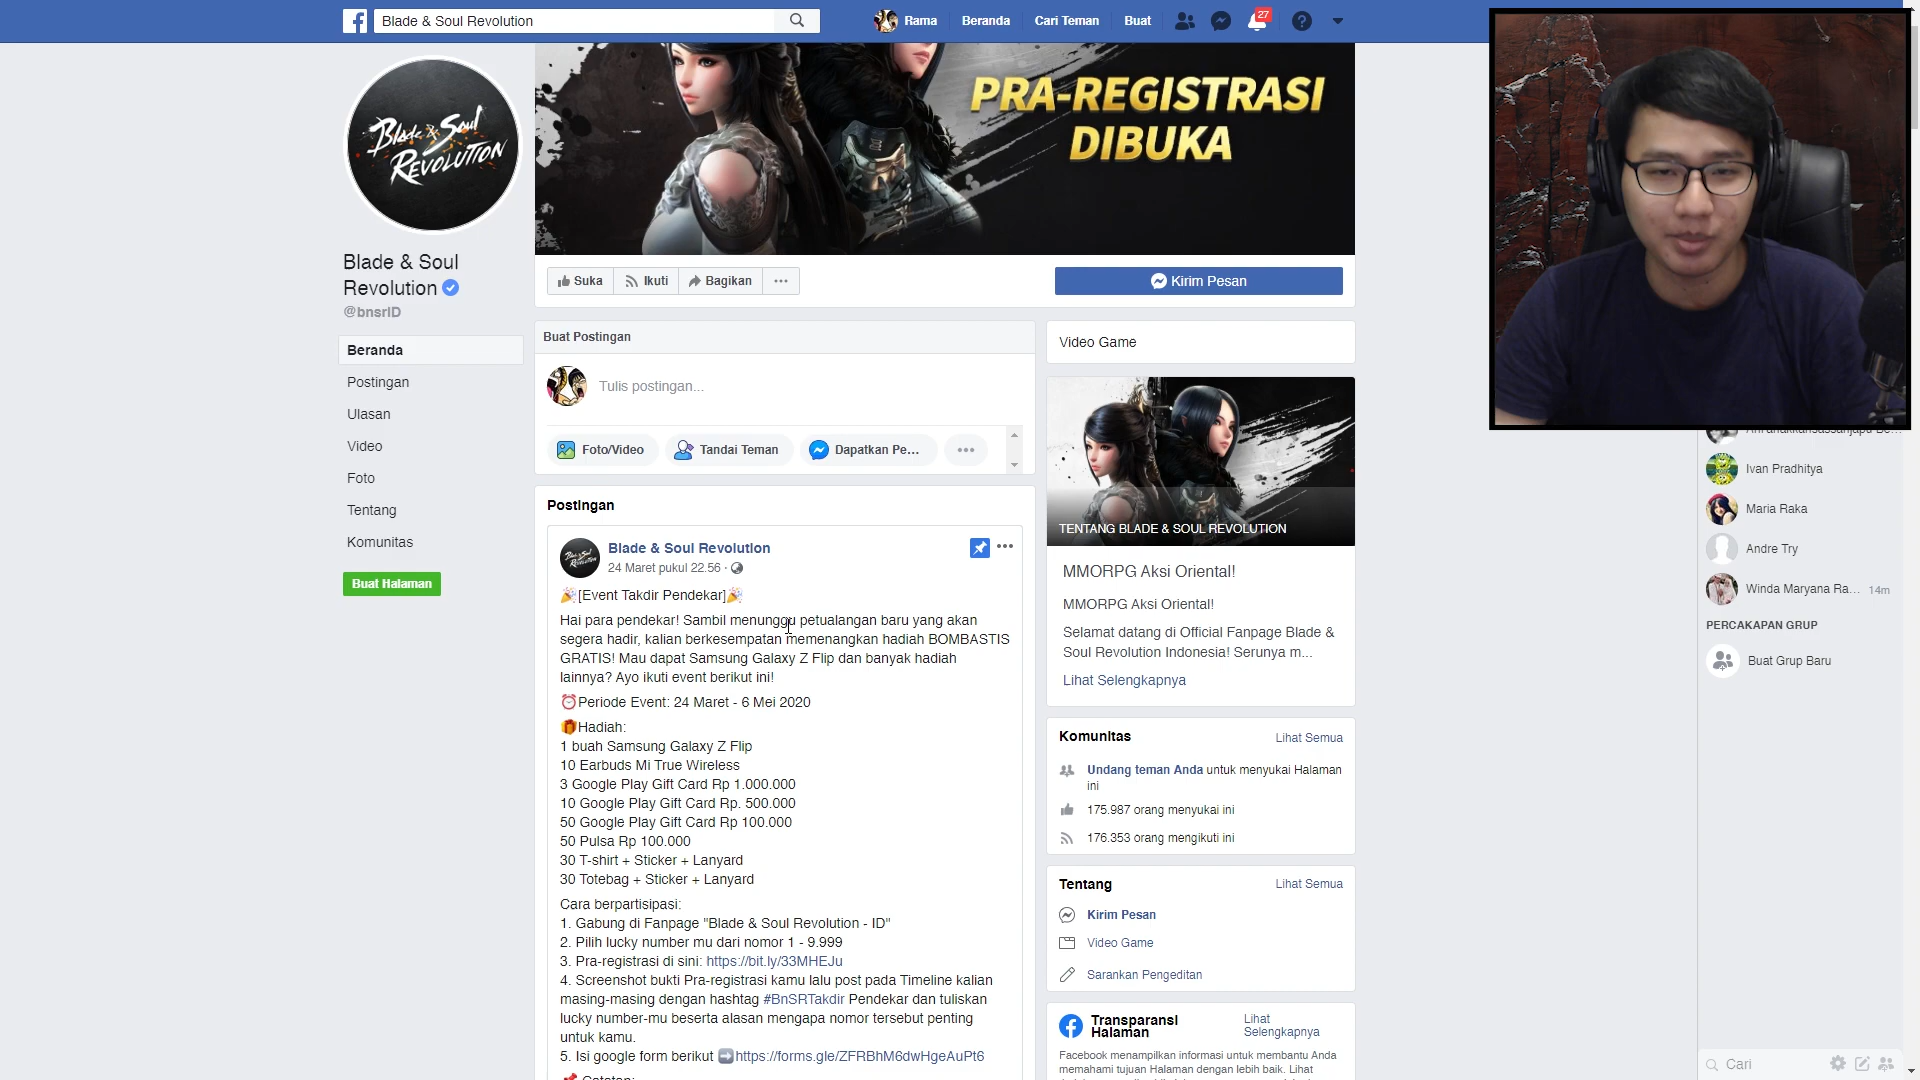 Blade & Soul Revolution
Rama
Beranda
Cari Teman
Buat
27
Blade & Soul
REVOLUTION
PRA-REGISTRASI
DIBUKA
Blade & Soul
Revolution
@bnsrID
Beranda
Postingan
Ulasan
Video
Foto
Tentang
Komunitas
Buat Halaman
Suka
Ikuti
Bagikan
Kirim Pesan
Buat Postingan
Tulis postingan...
Foto/Video
Tandai Teman
Dapatkan Pe...
Postingan
Blade & Soul Revolution
24 Maret pukul 22.56 ·
[Event Takdir Pendekar]
Hai para pendekar! Sambil menunggu petualangan baru yang akan
segera hadir, kalian berkesempatan memenangkan hadiah BOMBASTIS
GRATIS! Mau dapat Samsung Galaxy Z Flip dan banyak hadiah
lainnya? Ayo ikuti event berikut ini!
Periode Event: 24 Maret - 6 Mei 2020
Hadiah:
1 buah Samsung Galaxy Z Flip
10 Earbuds Mi True Wireless
3 Google Play Gift Card Rp 1.000.000
10 Google Play Gift Card Rp. 500.000
50 Google Play Gift Card Rp 100.000
50 Pulsa Rp 100.000
30 T-shirt + Sticker + Lanyard
30 Totebag + Sticker + Lanyard
Cara berpartisipasi:
1. Gabung di Fanpage "Blade & Soul Revolution - ID"
2. Pilih lucky number mu dari nomor 1 - 9.999
3. Pra-registrasi di sini: https://bit.ly/33MHEJu
4. Screenshot bukti Pra-registrasi kamu lalu post pada Timeline kalian
masing-masing dengan hashtag #BnSRTakdir Pendekar dan tuliskan
lucky number-mu beserta alasan mengapa nomor tersebut penting
untuk kamu.
5. Isi google form berikut https://forms.gle/ZFRBhM6dwHgeAuPt6
Video Game
TENTANG BLADE & SOUL REVOLUTION
MMORPG Aksi Oriental!
MMORPG Aksi Oriental!
Selamat datang di Official Fanpage Blade &
Soul Revolution Indonesia! Serunya m...
Lihat Selengkapnya
Komunitas
Lihat Semua
Undang teman Anda untuk menyukai Halaman
ini
175.987 orang menyukai ini
176.353 orang mengikuti ini
Tentang
Lihat Semua
Kirim Pesan
Video Game
Sarankan Pengeditan
Transparansi
Halaman
Lihat
Selengkapnya
Facebook menampilkan informasi untuk membantu Anda
memahami tujuan Halaman dengan lebih baik. Lihat
Ivan Pradhitya
Maria Raka
Andre Try
Winda Maryana Ra...
14m
PERCAKAPAN GRUP
Buat Grup Baru
Cari